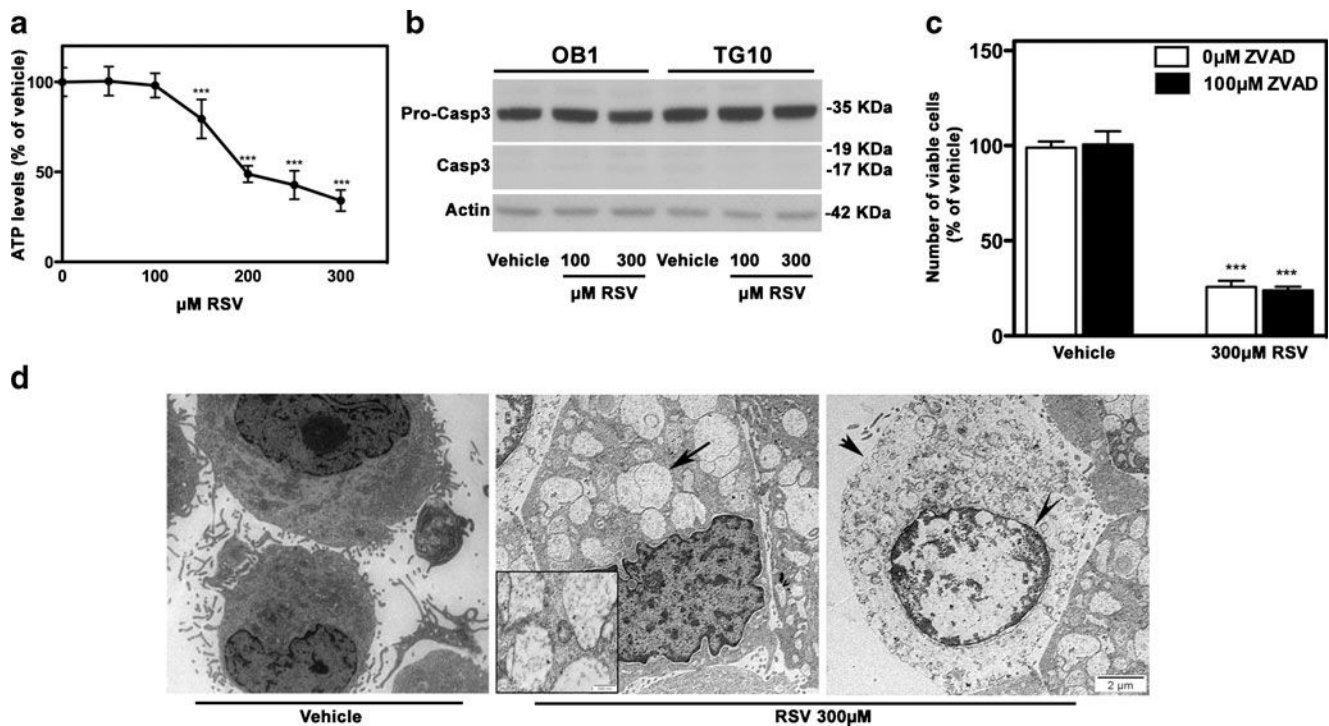 a
ATP levels (% of vehicle)
100
50
0
***
***
***
***
0
100
200
300
µM RSV
b
OB1
TG10
Pro-Casp3
-35 KDa
Casp3
-19 KDa
-17 KDa
Actin
-42 KDa
Vehicle 100 300 Vehicle 100 300
µM RSV µM RSV
c
Number of viable cells
(% of vehicle)
150
100
50
0
0µM ZVAD
100µM ZVAD
*** ***
Vehicle
300µM RSV
d
2 µm
Vehicle
RSV 300µM